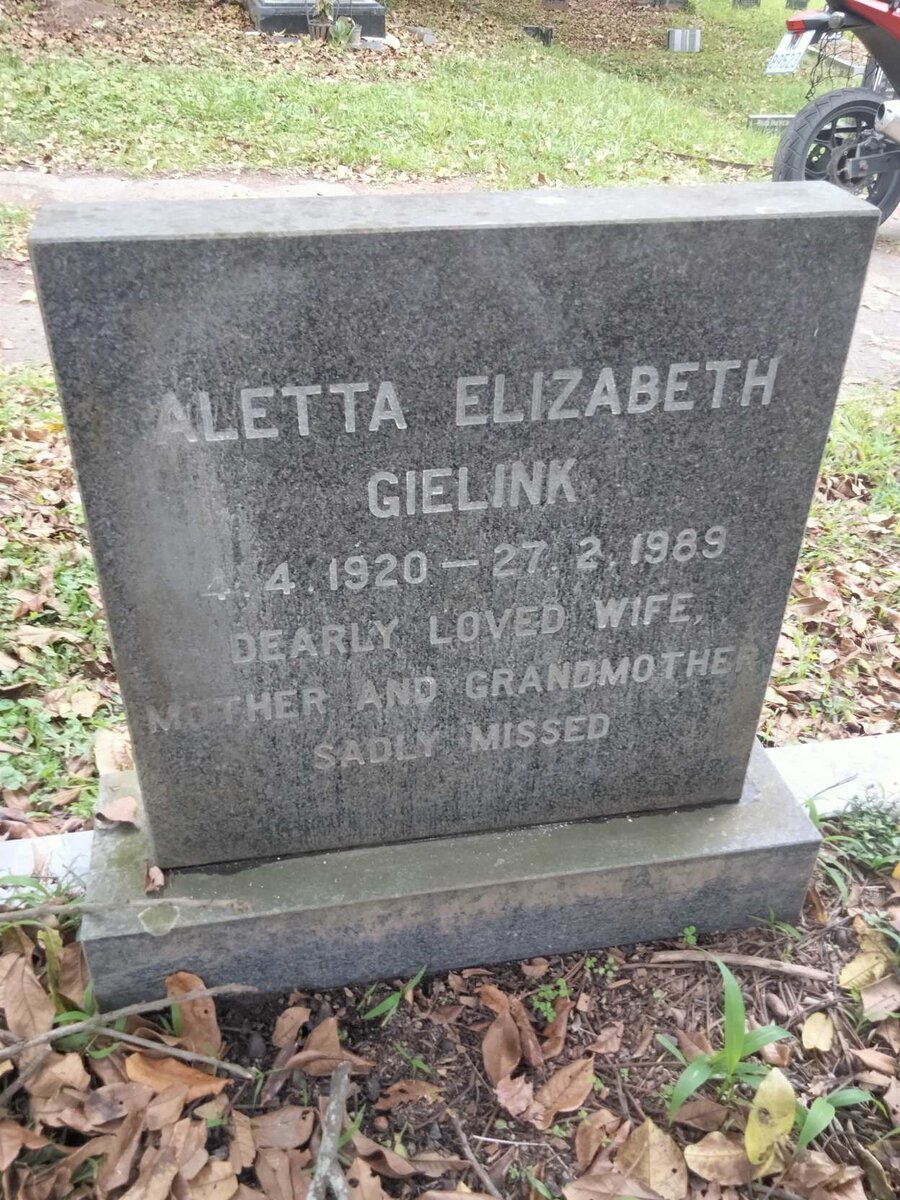 ALETTA ELIZABETH
GIELINK
4.4.1920 — 27.2.1989
DEARLY LOVED WIFE,
MOTHER AND GRANDMOTHER
SADLY MISSED